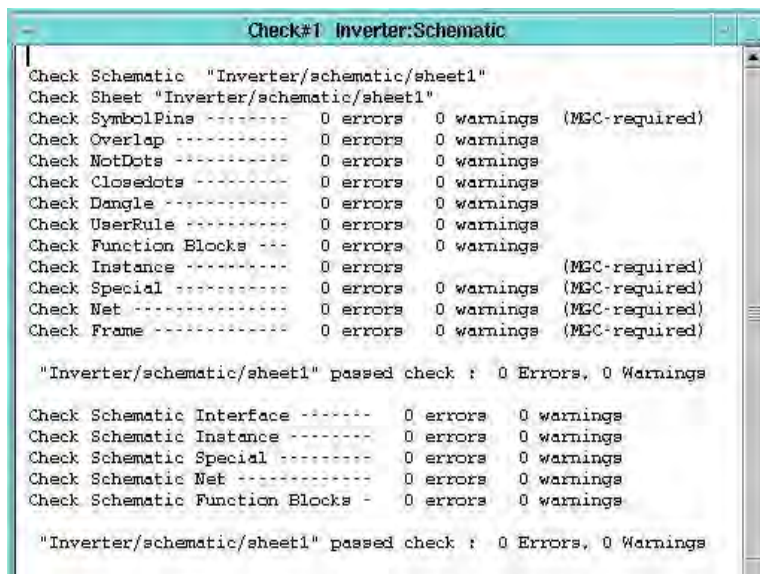 Check#1 Inverter:Schematic
Check Schematic "Inverter/schematic/sheet1"
Check Sheet "Inverter/schematic/sheet1"
Check SymbolPins -------- 0 errors 0 warnings (MGC-required)
Check Overlap ----------- 0 errors 0 warnings
Check NotDots ----------- 0 errors 0 warnings
Check Closedots --------- 0 errors 0 warnings
Check Dangle ------------ 0 errors 0 warnings
Check UserRule ---------- 0 errors 0 warnings
Check Function Blocks --- 0 errors 0 warnings
Check Instance ---------- 0 errors (MGC-required)
Check Special ----------- 0 errors 0 warnings (MGC-required)
Check Net --------------- 0 errors 0 warnings (MGC-required)
Check Frame ------------- 0 errors 0 warnings (MGC-required)
"Inverter/schematic/sheet1" passed check : 0 Errors, 0 Warnings
Check Schematic Interface ------- 0 errors 0 warnings
Check Schematic Instance -------- 0 errors 0 warnings
Check Schematic Special --------- 0 errors 0 warnings
Check Schematic Net ------------- 0 errors 0 warnings
Check Schematic Function Blocks - 0 errors 0 warnings
"Inverter/schematic/sheet1" passed check : 0 Errors, 0 Warnings